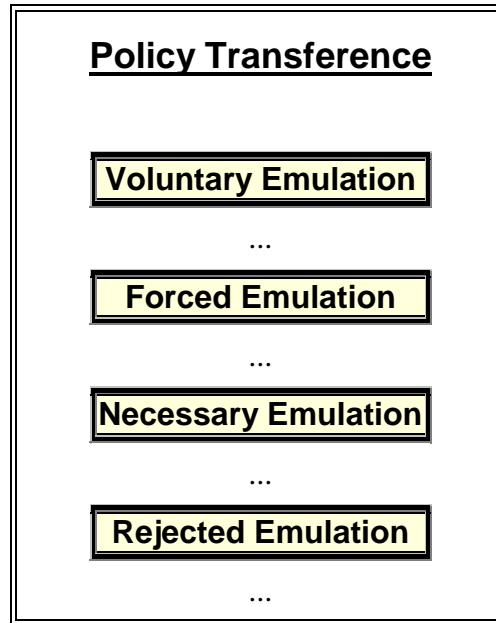 Policy Transference
Voluntary Emulation
...
Forced Emulation
...
Necessary Emulation
...
Rejected Emulation
...